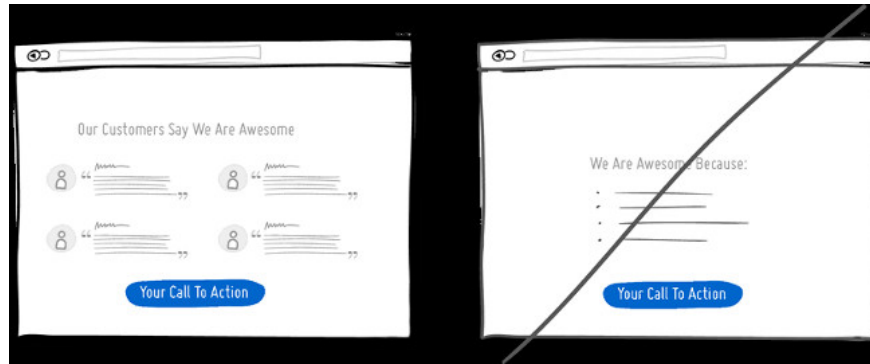 Our Customers Say We Are Awesome
Your Call To Action
We Are Awesome Because:
Your Call To Action